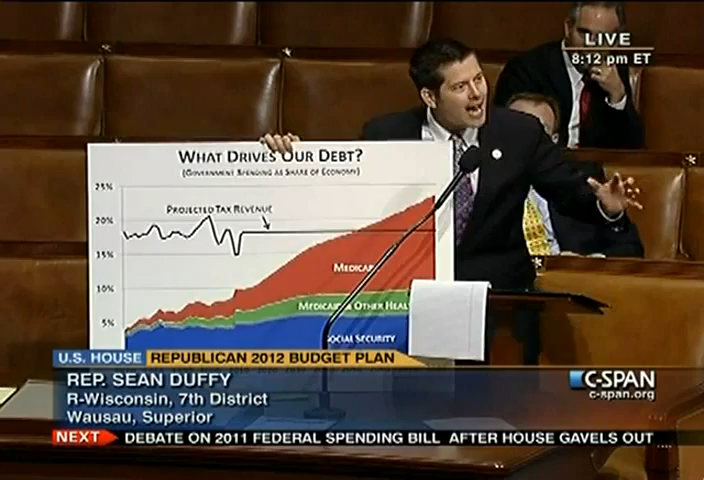 LIVE
8:12 pm ET
WHAT DRIVES OUR DEBT?
(GOVERNMENT SPENDING AS SHARE OF ECONOMY)
25%
PROJECTED TAX REVENUE
20%
15%
MEDICAR
10%
MEDICAID & OTHER HEAL
5%
SOCIAL SECURITY
U.S. HOUSE REPUBLICAN 2012 BUDGET PLAN
REP. SEAN DUFFY
R-Wisconsin, 7th District
Wausau, Superior
C-SPAN
c-span.org
NEXT DEBATE ON 2011 FEDERAL SPENDING BILL AFTER HOUSE GAVELS OUT